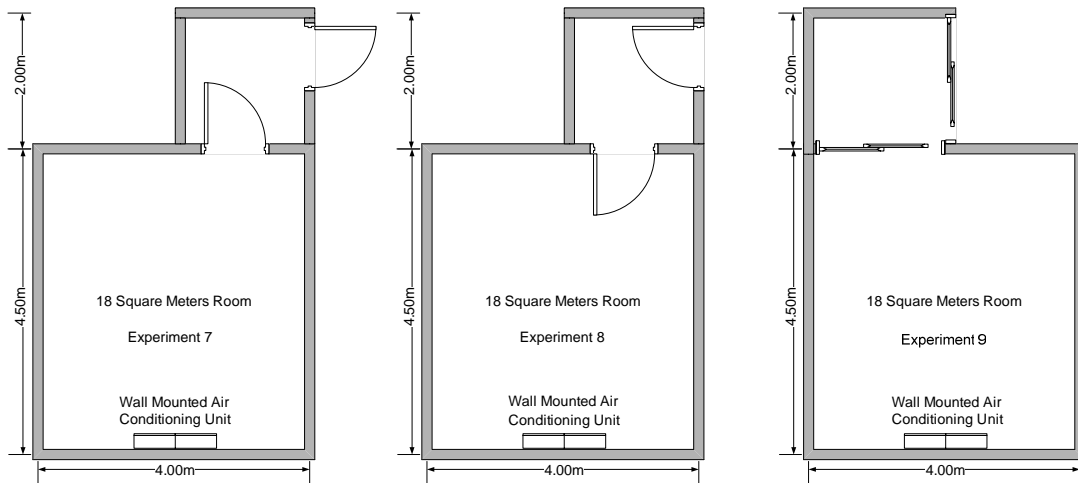 2.00m
4.50m
18 Square Meters Room
Experiment 7
Wall Mounted Air
Conditioning Unit
4.00m
2.00m
4.50m
18 Square Meters Room
Experiment 8
Wall Mounted Air
Conditioning Unit
4.00m
2.00m
4.50m
18 Square Meters Room
Experiment 9
Wall Mounted Air
Conditioning Unit
4.00m